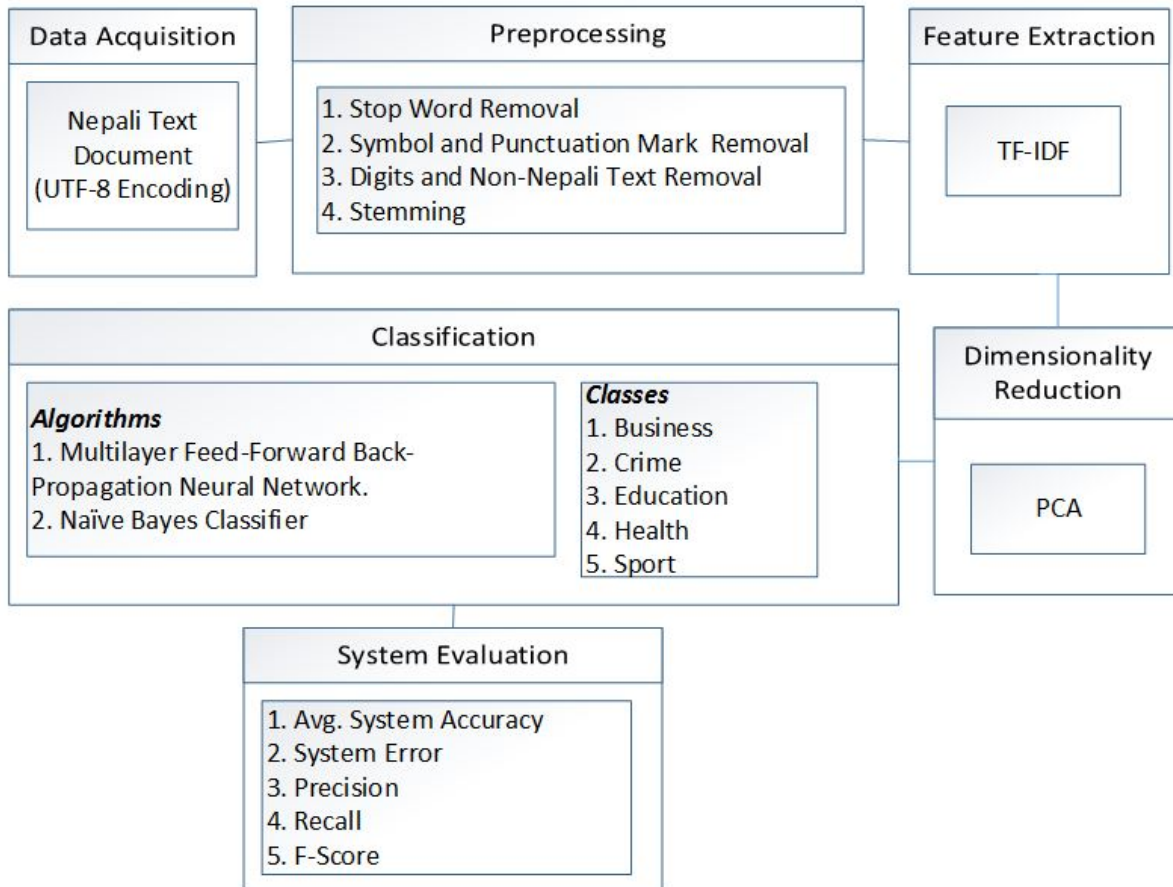 Data Acquisition
Nepali Text
Document
(UTF-8 Encoding)
Preprocessing
1. Stop Word Removal
2. Symbol and Punctuation Mark Removal
3. Digits and Non-Nepali Text Removal
4. Stemming
Feature Extraction
TF-IDF
Dimensionality
Reduction
PCA
Classification
Algorithms
1. Multilayer Feed-Forward Back-
Propagation Neural Network.
2. Naïve Bayes Classifier
Classes
1. Business
2. Crime
3. Education
4. Health
5. Sport
System Evaluation
1. Avg. System Accuracy
2. System Error
3. Precision
4. Recall
5. F-Score